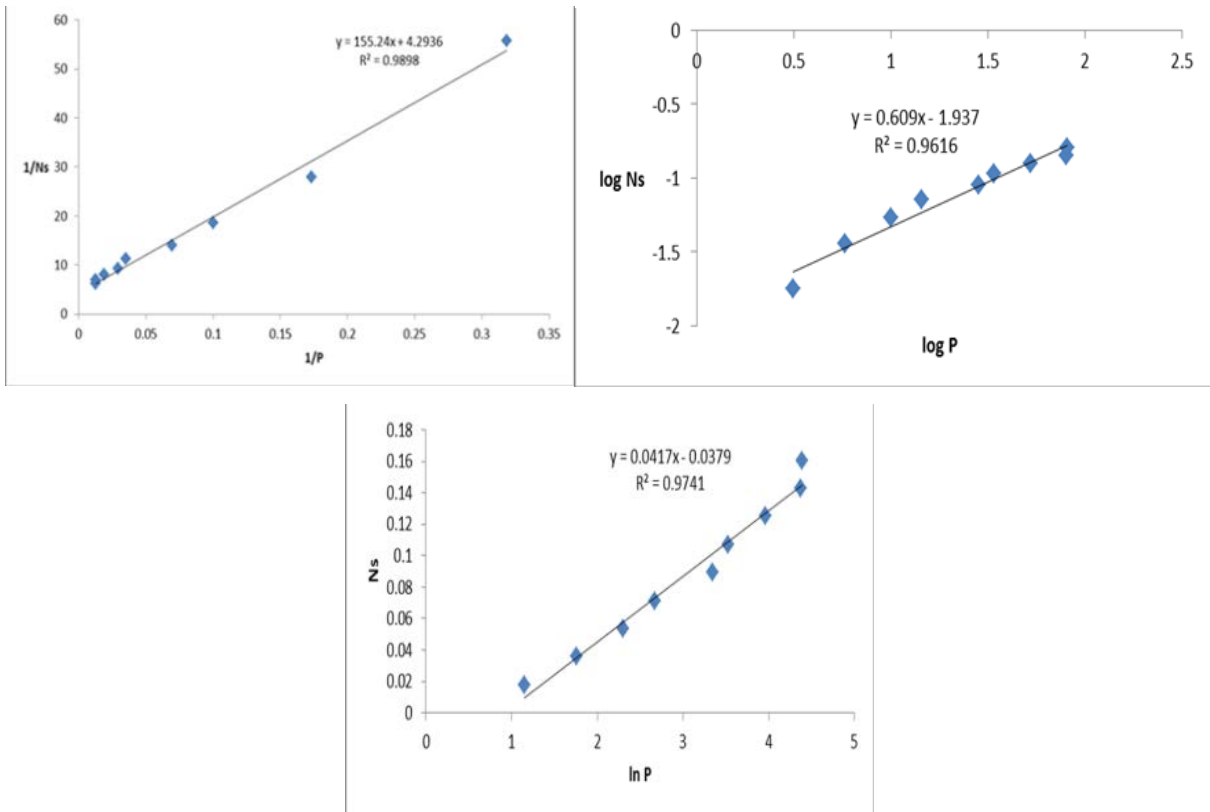 60
50
40
30
20
10
0
y = 155.24x + 4.2936
R² = 0.9898
1/Ns
0 0.05 0.1 0.15 0.2 0.25 0.3 0.35
1/P
0
-0.5
-1
-1.5
-2
0 0.5 1 1.5 2 2.5
y = 0.609x - 1.937
R² = 0.9616
log Ns
log P
0.18
0.16
0.14
0.12
0.1
0.08
0.06
0.04
0.02
0
y = 0.0417x - 0.0379
R² = 0.9741
Ns
0 1 2 3 4 5
ln P